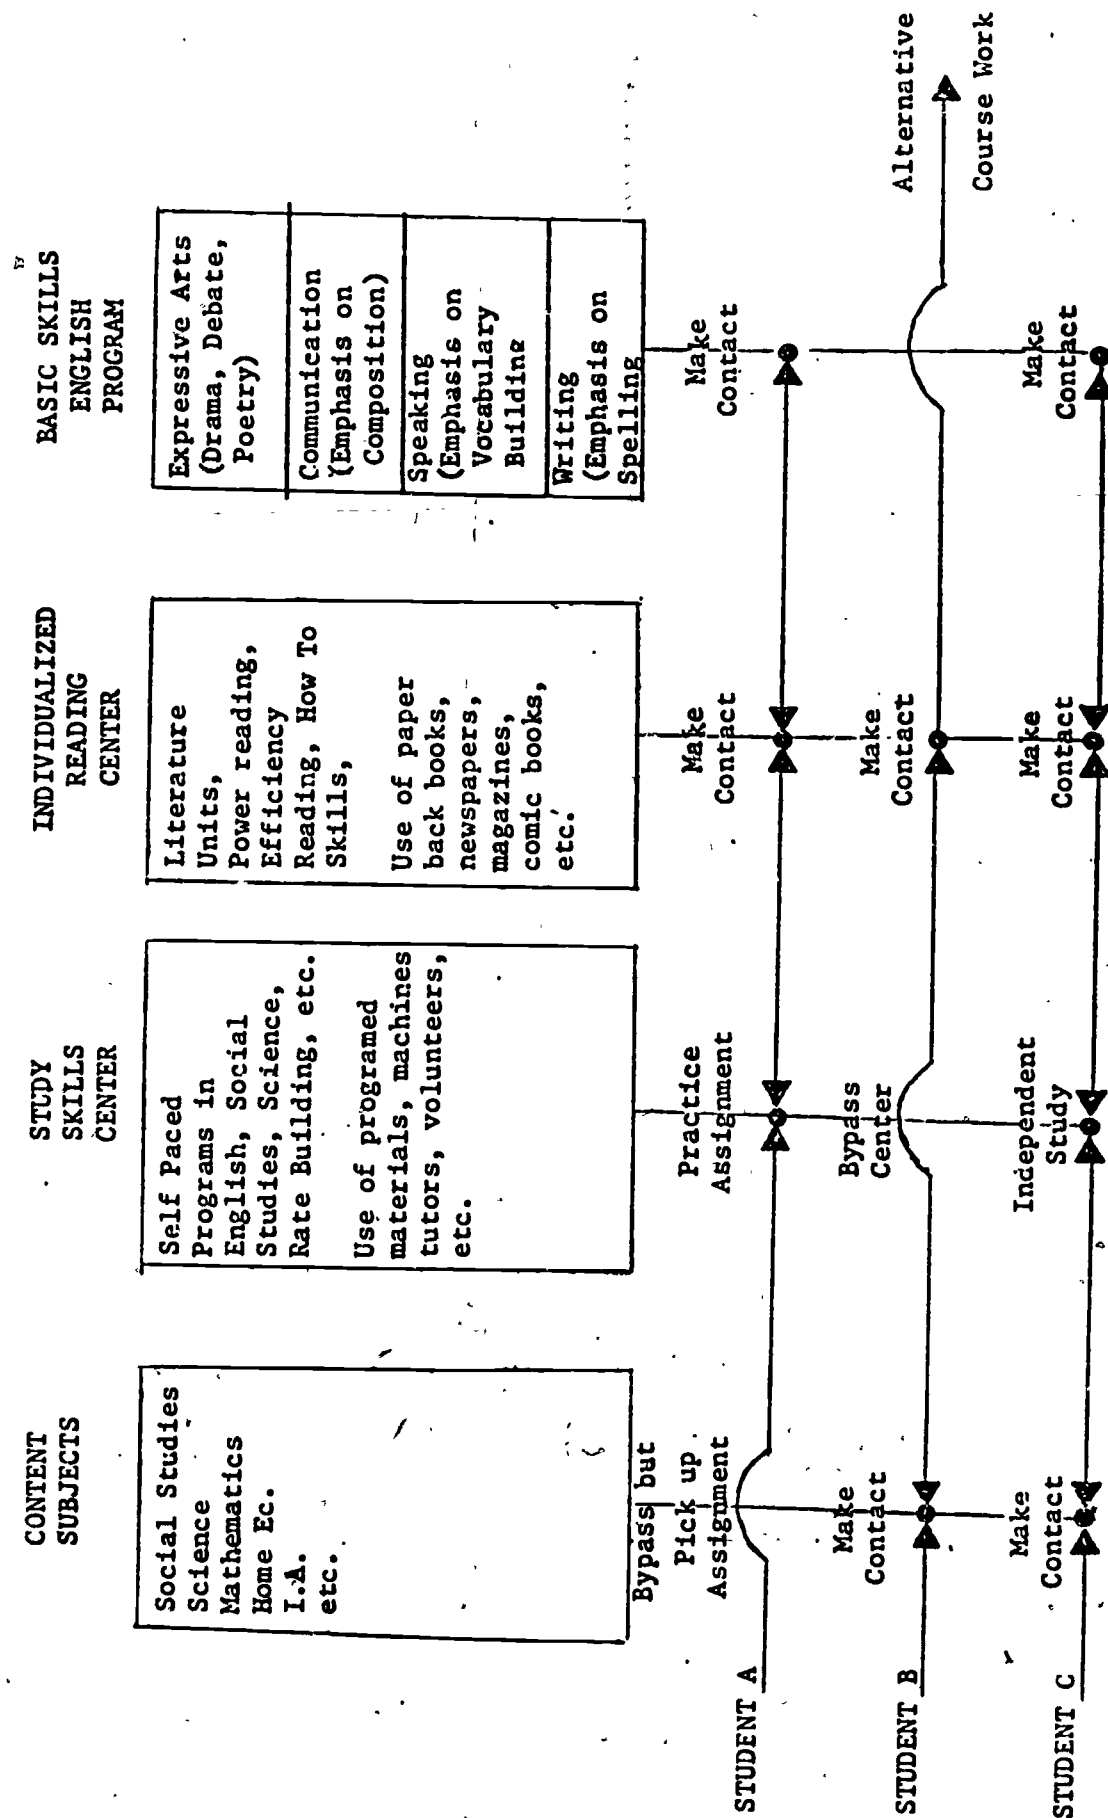 CONTENT
SUBJECTS
Social Studies
Science
Mathematics
Home Ec.
I.A.
etc.
STUDY
SKILLS
CENTER
Self Paced
Programs in
English, Social
Studies, Science,
Rate Building, etc.
Use of programed
materials, machines
tutors, volunteers,
etc.
INDIVIDUALIZED
READING
CENTER
Literature
Units,
Power reading,
Efficiency
Reading, How To
Skills,
Use of paper
back books,
newspapers,
magazines,
comic books,
etc.
BASIC SKILLS
ENGLISH
PROGRAM
Expressive Arts
(Drama, Debate,
Poetry)
Communication
(Emphasis on
Composition)
Speaking
(Emphasis on
Vocabulary
Building
Writing
(Emphasis on
Spelling
STUDENT A
Bypass but
Pick up
Assignment
Practice
Assignment
Make
Contact
Make
Contact
STUDENT B
Make
Contact
Bypass
Center
Make
Contact
Alternative
Course Work
STUDENT C
Make
Contact
Independent
Study
Make
Contact
Make
Contact